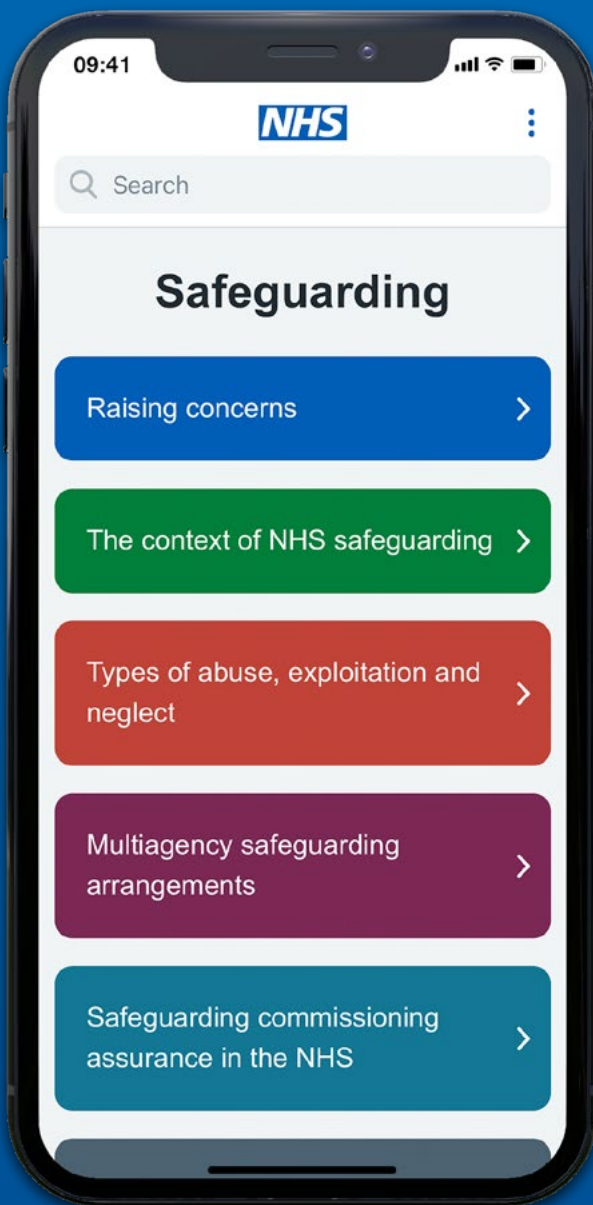 09:41
NHS
Search
Safeguarding
Raising concerns
The context of NHS safeguarding
Types of abuse, exploitation and
neglect
Multiagency safeguarding
arrangements
Safeguarding commissioning
assurance in the NHS